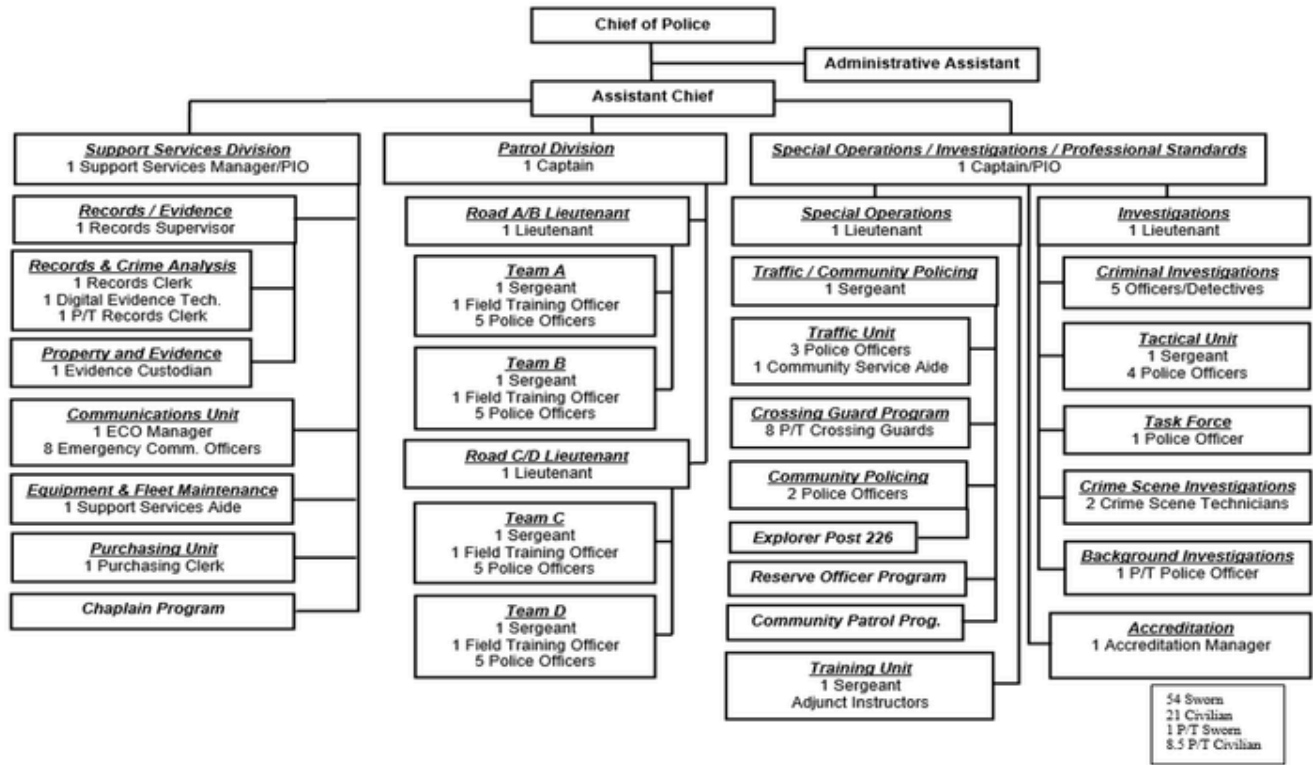 Chief of Police
Administrative Assistant
Assistant Chief
Support Services Division
1 Support Services Manager/PIO
Records / Evidence
1 Records Supervisor
Records & Crime Analysis
1 Records Clerk
1 Digital Evidence Tech.
1 P/T Records Clerk
Property and Evidence
1 Evidence Custodian
Communications Unit
1 ECO Manager
8 Emergency Comm. Officers
Equipment & Fleet Maintenance
1 Support Services Aide
Purchasing Unit
1 Purchasing Clerk
Chaplain Program
Patrol Division
1 Captain
Road A/B Lieutenant
1 Lieutenant
Team A
1 Sergeant
1 Field Training Officer
5 Police Officers
Team B
1 Sergeant
1 Field Training Officer
5 Police Officers
Road C/D Lieutenant
1 Lieutenant
Team C
1 Sergeant
1 Field Training Officer
5 Police Officers
Team D
1 Sergeant
1 Field Training Officer
5 Police Officers
Special Operations / Investigations / Professional Standards
1 Captain/PIO
Special Operations
1 Lieutenant
Traffic / Community Policing
1 Sergeant
Traffic Unit
3 Police Officers
1 Community Service Aide
Crossing Guard Program
8 P/T Crossing Guards
Community Policing
2 Police Officers
Explorer Post 226
Reserve Officer Program
Community Patrol Prog.
Training Unit
1 Sergeant
Adjunct Instructors
Investigations
1 Lieutenant
Criminal Investigations
5 Officers/Detectives
Tactical Unit
1 Sergeant
4 Police Officers
Task Force
1 Police Officer
Crime Scene Investigations
2 Crime Scene Technicians
Background Investigations
1 P/T Police Officer
Accreditation
1 Accreditation Manager
54 Sworn
21 Civilian
1 P/T Sworn
8.5 P/T Civilian